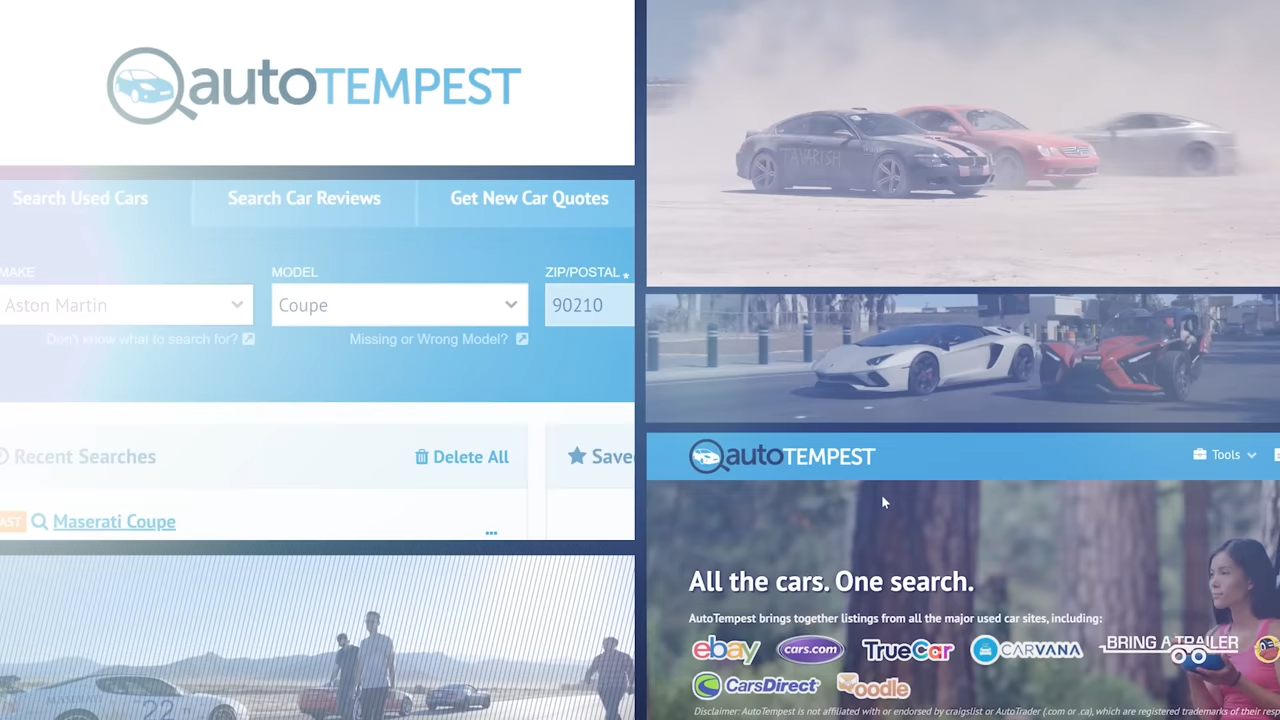 autoTEMPEST
Search Used Cars
Search Car Reviews
Get New Car Quotes
MAKE
MODEL
ZIP/POSTAL *
Aston Martin
Coupe
90210
Don't know what to search for?
Missing or Wrong Model?
Recent Searches
Delete All
Save
AST
Maserati Coupe
...
TAVARISH
autoTEMPEST
Tools
All the cars. One search.
AutoTempest brings together listings from all the major used car sites, including:
ebay
cars.com
TrueCar
CARVANA
BRING A TRAILER
CarsDirect
oodle
Disclaimer: AutoTempest is not affiliated with or endorsed by craigslist or AutoTrader (.com or .ca), which are registered trademarks of their resp